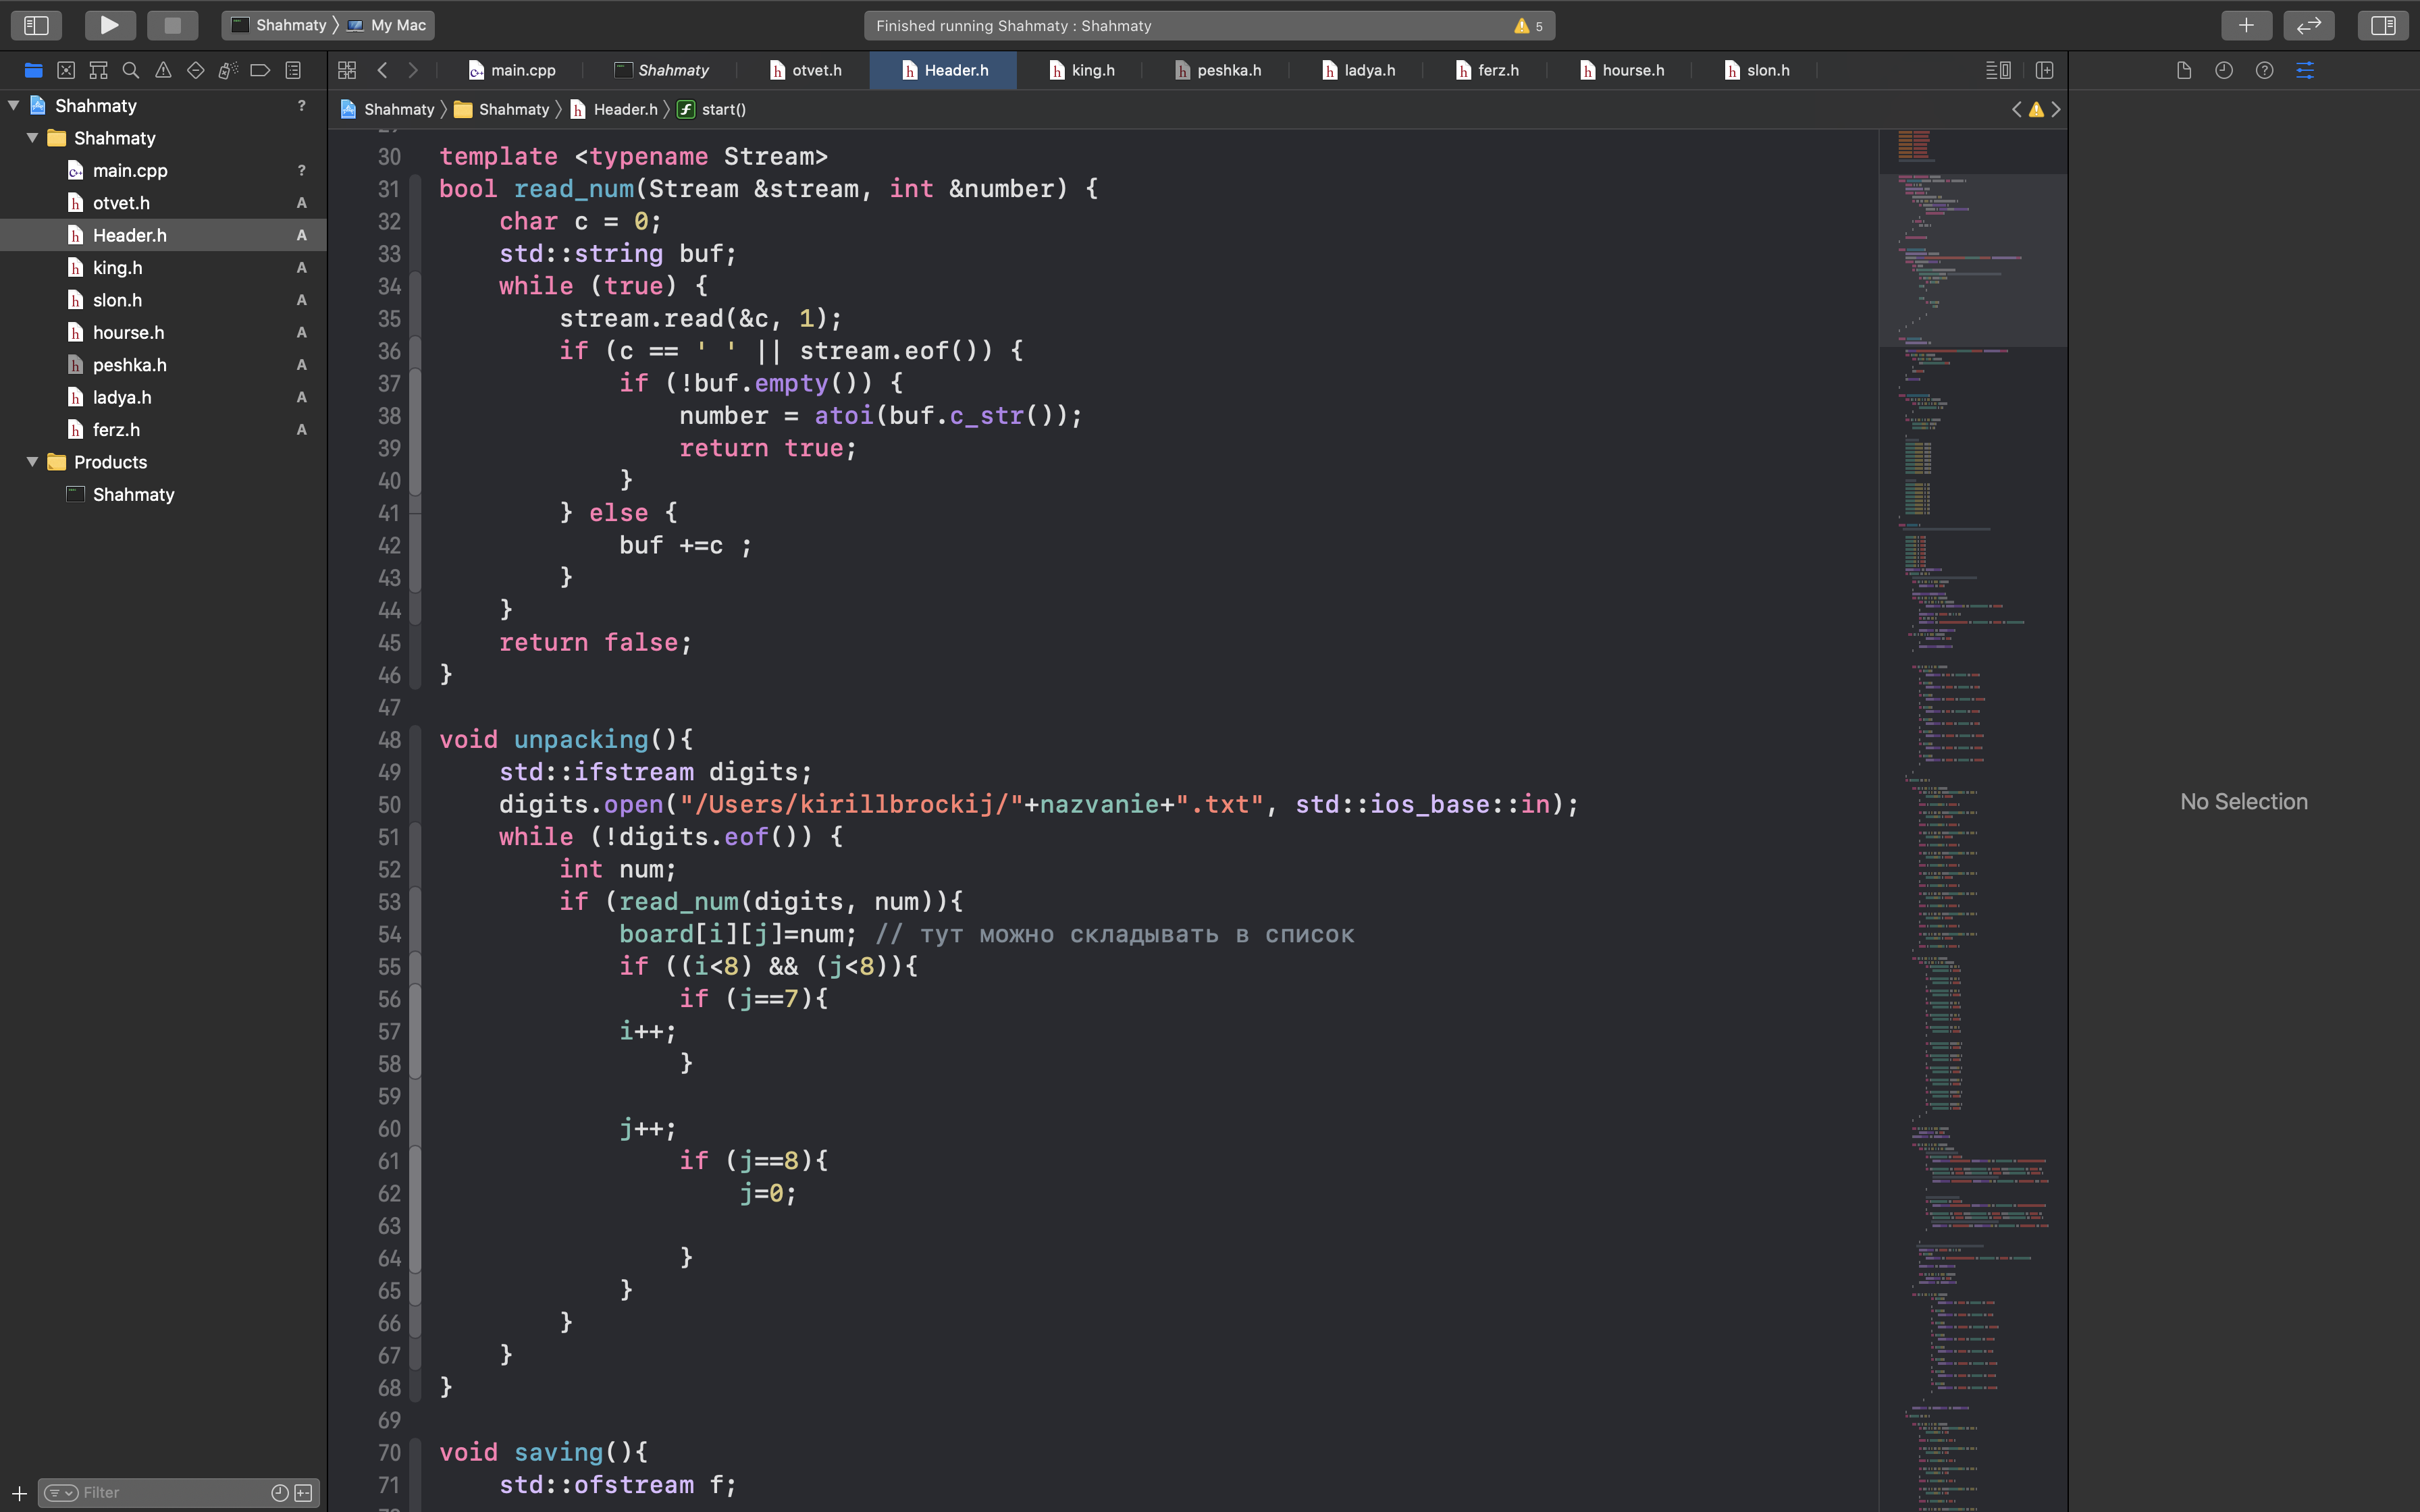 Shahmaty 〉 My Mac
Finished running Shahmaty : Shahmaty
5
main.cpp
Shahmaty
otvet.h
Header.h
king.h
peshka.h
ladya.h
ferz.h
hourse.h
slon.h
Shahmaty 〉 Shahmaty 〉 Header.h 〉 start()
Shahmaty ?
Shahmaty
main.cpp ?
otvet.h A
Header.h A
king.h A
slon.h A
hourse.h A
peshka.h A
ladya.h A
ferz.h A
Products
Shahmaty
Filter
30 template <typename Stream>
31 bool read_num(Stream &stream, int &number) {
32     char c = 0;
33     std::string buf;
34     while (true) {
35         stream.read(&c, 1);
36         if (c == ' ' || stream.eof()) {
37             if (!buf.empty()) {
38                 number = atoi(buf.c_str());
39                 return true;
40             }
41         } else {
42             buf +=c ;
43         }
44     }
45     return false;
46 }
47
48 void unpacking(){
49     std::ifstream digits;
50     digits.open("/Users/kirillbrockij/"+nazvanie+".txt", std::ios_base::in);
51     while (!digits.eof()) {
52         int num;
53         if (read_num(digits, num)){
54             board[i][j]=num; // тут можно складывать в список
55             if ((i<8) && (j<8)){
56                 if (j==7){
57             i++;
58                 }
59
60             j++;
61                 if (j==8){
62                     j=0;
63
64                 }
65             }
66         }
67     }
68 }
69
70 void saving(){
71     std::ofstream f;
No Selection